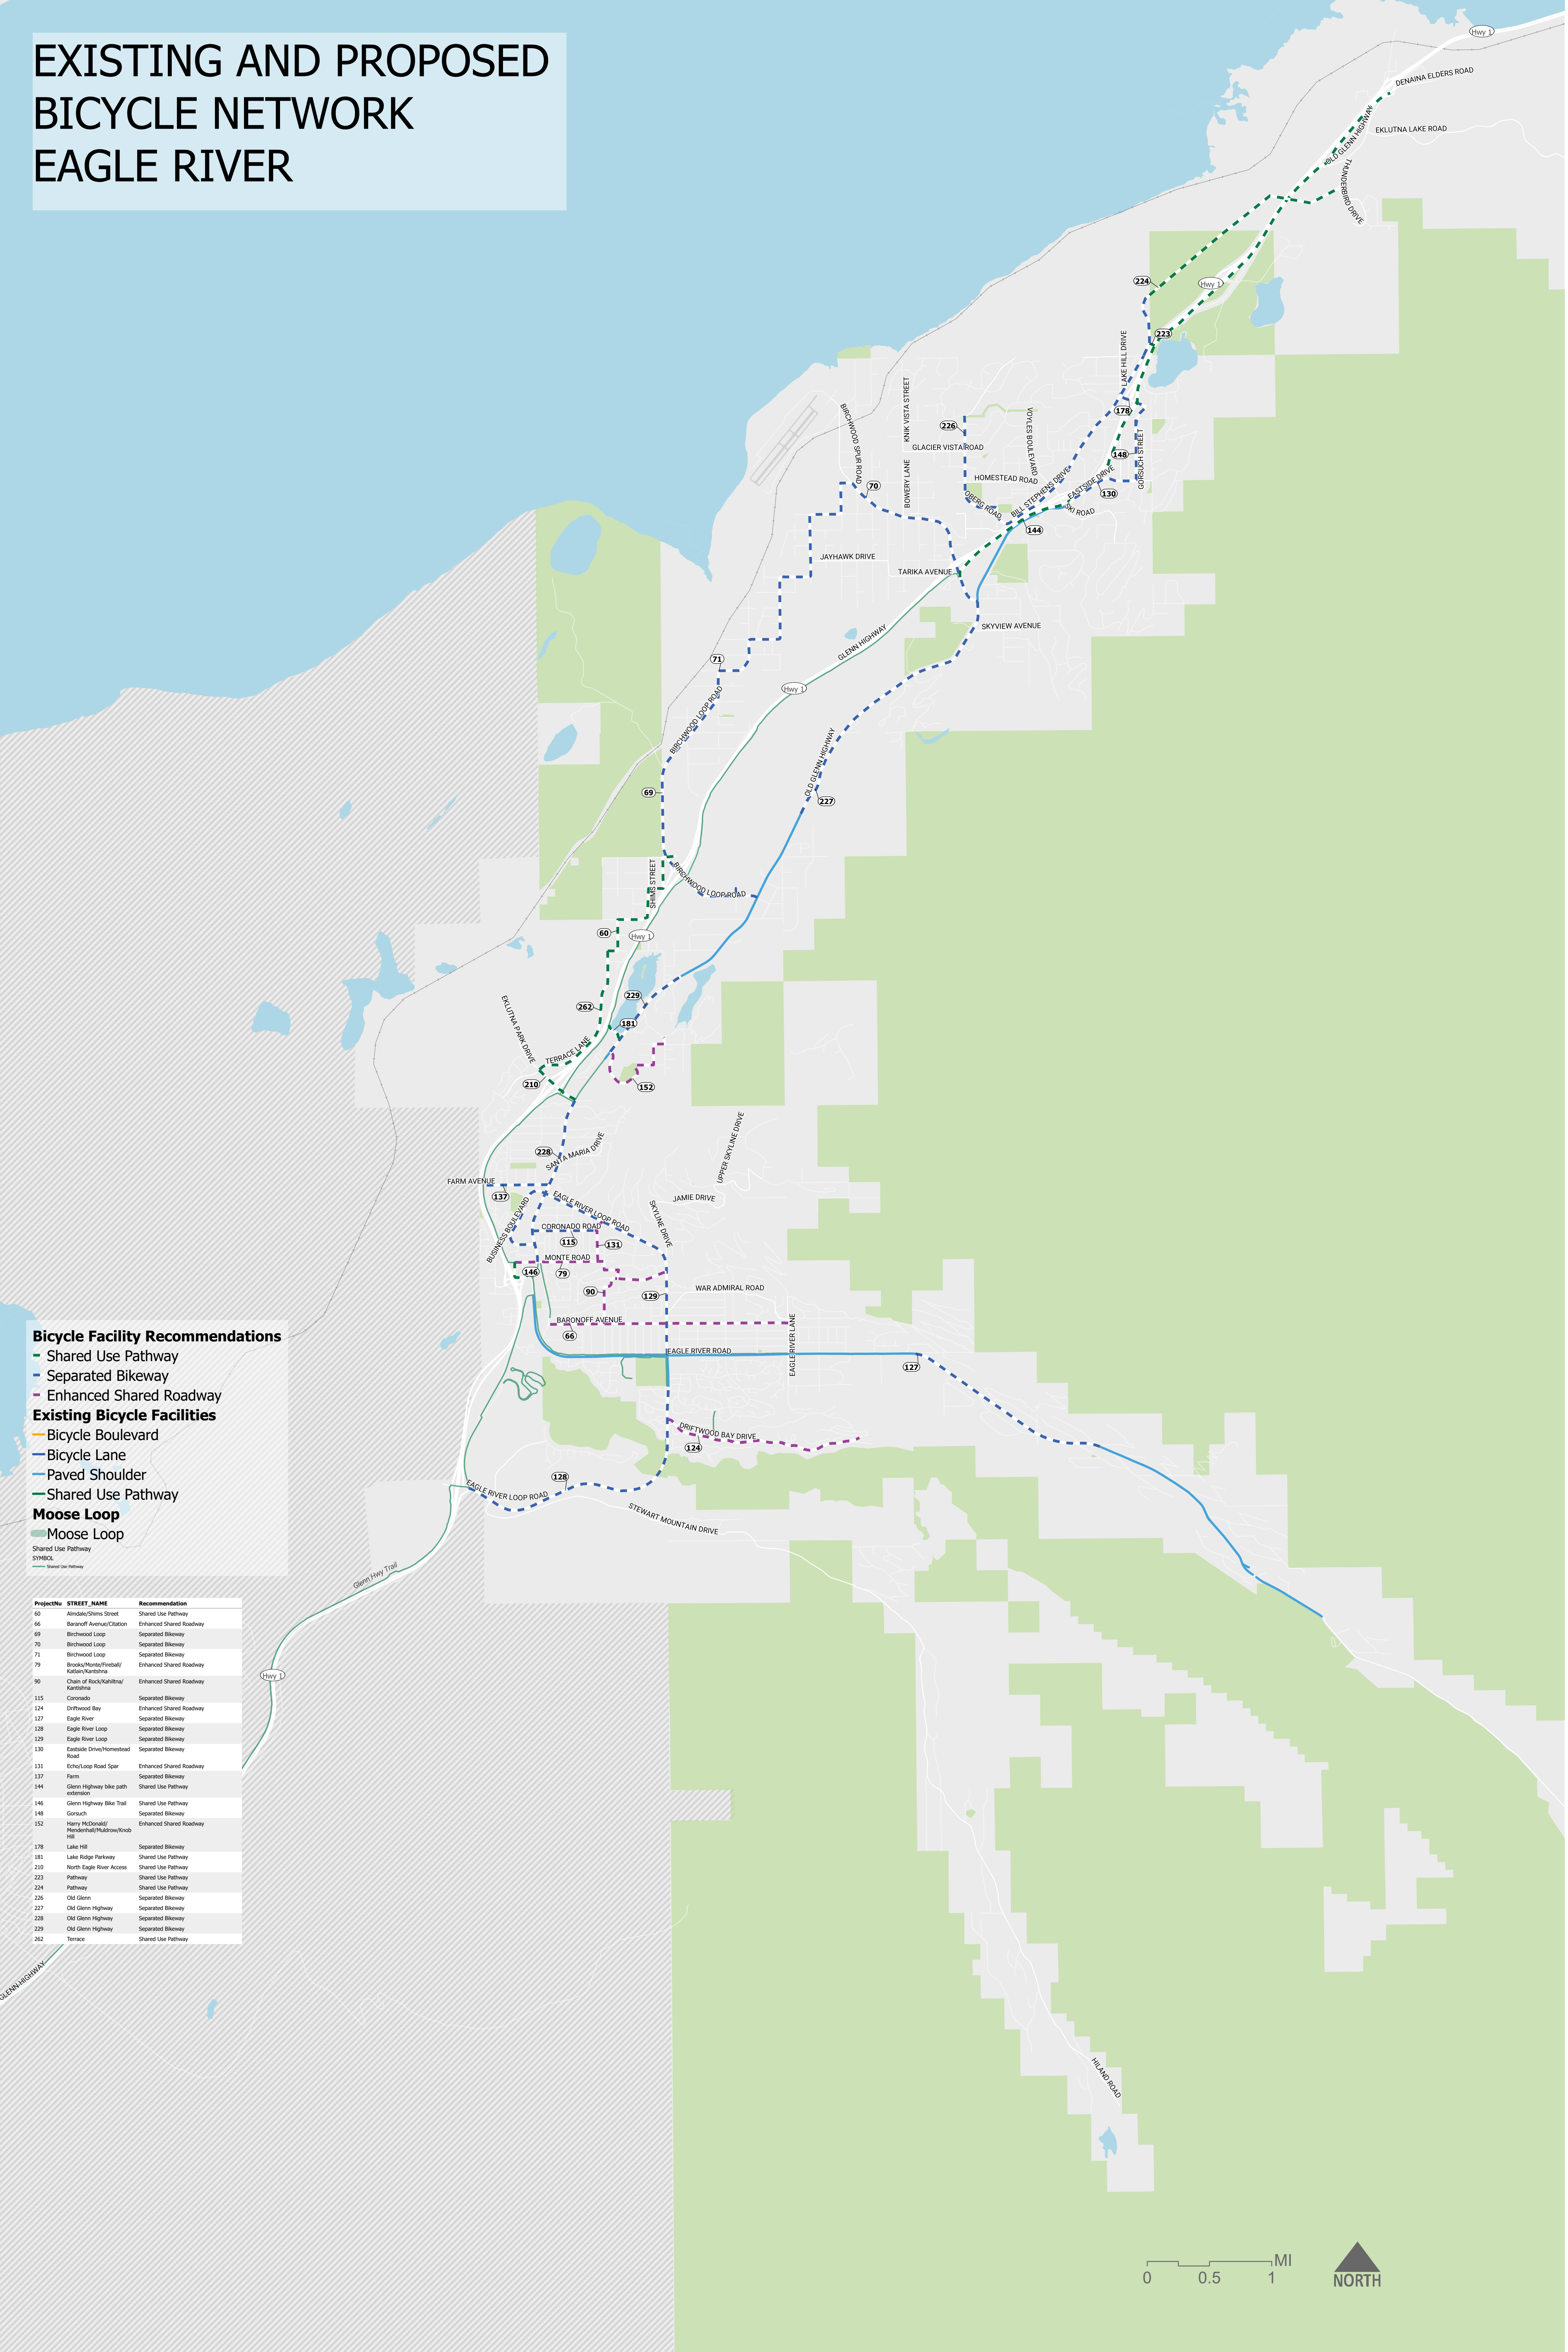 EXISTING AND PROPOSED
BICYCLE NETWORK
EAGLE RIVER
Hwy 1
DENAINA ELDERS ROAD
OLD GLENN HIGHWAY
EKLUTNA LAKE ROAD
THUNDERBIRD DRIVE
224
Hwy 1
223
LAKE HILL DRIVE
178
KNIK VISTA STREET
BIRCHWOOD SPUR ROAD
VOYLES BOULEVARD
226
GLACIER VISTA ROAD
148
GORSUCH STREET
BOWERY LANE
HOMESTEAD ROAD
BILL STEPHENS DRIVE
EASTSIDE DRIVE
70
130
OBERG ROAD
SKI ROAD
144
JAYHAWK DRIVE
TARIKA AVENUE
SKYVIEW AVENUE
GLENN HIGHWAY
71
Hwy 1
BIRCHWOOD LOOP ROAD
OLD GLENN HIGHWAY
69
227
SHIMS STREET
BIRCHWOOD LOOP ROAD
60
Hwy 1
229
262
EKLUTNA PARK DRIVE
181
TERRACE LANE
210
152
UPPER SKYLINE DRIVE
228
SANTA MARIA DRIVE
FARM AVENUE
137
EAGLE RIVER LOOP ROAD
JAMIE DRIVE
SKYLINE DRIVE
BUSINESS BOULEVARD
CORONADO ROAD
115
131
MONTE ROAD
146
79
90
129
WAR ADMIRAL ROAD
BARONOFF AVENUE
66
EAGLE RIVER LANE
EAGLE RIVER ROAD
127
DRIFTWOOD BAY DRIVE
124
128
EAGLE RIVER LOOP ROAD
STEWART MOUNTAIN DRIVE
Glenn Hwy Trail
Hwy 1
GLENN HIGHWAY
HILAND ROAD
Bicycle Facility Recommendations
Shared Use Pathway
Separated Bikeway
Enhanced Shared Roadway
Existing Bicycle Facilities
Bicycle Boulevard
Bicycle Lane
Paved Shoulder
Shared Use Pathway
Moose Loop
Moose Loop
Shared Use Pathway
SYMBOL
Shared Use Pathway
ProjectNu STREET_NAME Recommendation
60 Almdale/Shims Street Shared Use Pathway
66 Baranoff Avenue/Citation Enhanced Shared Roadway
69 Birchwood Loop Separated Bikeway
70 Birchwood Loop Separated Bikeway
71 Birchwood Loop Separated Bikeway
79 Brooks/Monte/Fireball/ Enhanced Shared Roadway
Katlain/Kantshna
90 Chain of Rock/Kahiltna/ Enhanced Shared Roadway
Kantishna
115 Coronado Separated Bikeway
124 Driftwood Bay Enhanced Shared Roadway
127 Eagle River Separated Bikeway
128 Eagle River Loop Separated Bikeway
129 Eagle River Loop Separated Bikeway
130 Eastside Drive/Homestead Separated Bikeway
Road
131 Echo/Loop Road Spar Enhanced Shared Roadway
137 Farm Separated Bikeway
144 Glenn Highway bike path Shared Use Pathway
extension
146 Glenn Highway Bike Trail Shared Use Pathway
148 Gorsuch Separated Bikeway
152 Harry McDonald/ Enhanced Shared Roadway
Mendenhall/Muldrow/Knob
Hill
178 Lake Hill Separated Bikeway
181 Lake Ridge Parkway Shared Use Pathway
210 North Eagle River Access Shared Use Pathway
223 Pathway Shared Use Pathway
224 Pathway Shared Use Pathway
226 Old Glenn Separated Bikeway
227 Old Glenn Highway Separated Bikeway
228 Old Glenn Highway Separated Bikeway
229 Old Glenn Highway Separated Bikeway
262 Terrace Shared Use Pathway
MI
0 0.5 1
NORTH